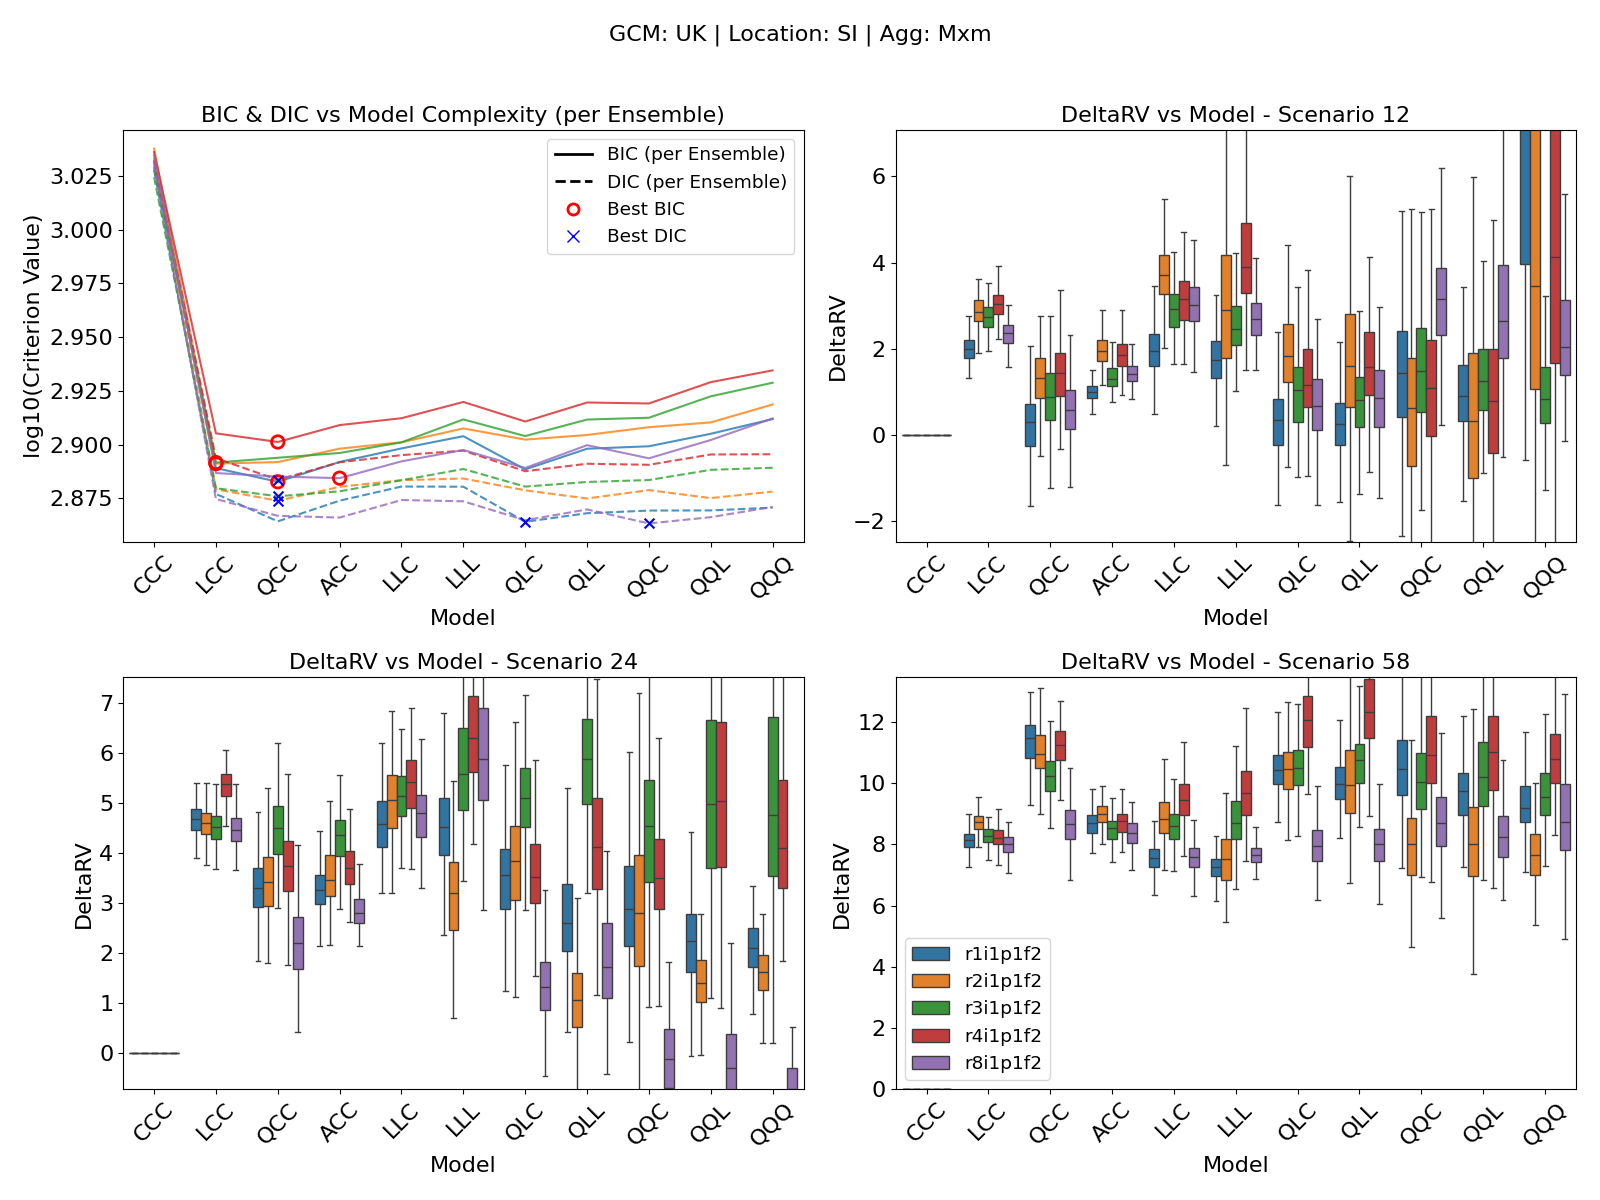 GCM: UK | Location: SI | Agg: Mxm
BIC & DIC vs Model Complexity (per Ensemble)
log10(Criterion Value)
3.025
3.000
2.975
2.950
2.925
2.900
2.875
BIC (per Ensemble)
DIC (per Ensemble)
Best BIC
Best DIC
CCC LCC QCC ACC LLC LLL QLC QLL QQC QQL QQQ
Model
DeltaRV vs Model - Scenario 12
DeltaRV
6
4
2
0
−2
CCC LCC QCC ACC LLC LLL QLC QLL QQC QQL QQQ
Model
DeltaRV vs Model - Scenario 24
DeltaRV
7
6
5
4
3
2
1
0
CCC LCC QCC ACC LLC LLL QLC QLL QQC QQL QQQ
Model
DeltaRV vs Model - Scenario 58
DeltaRV
12
10
8
6
4
2
0
r1i1p1f2
r2i1p1f2
r3i1p1f2
r4i1p1f2
r8i1p1f2
CCC LCC QCC ACC LLC LLL QLC QLL QQC QQL QQQ
Model